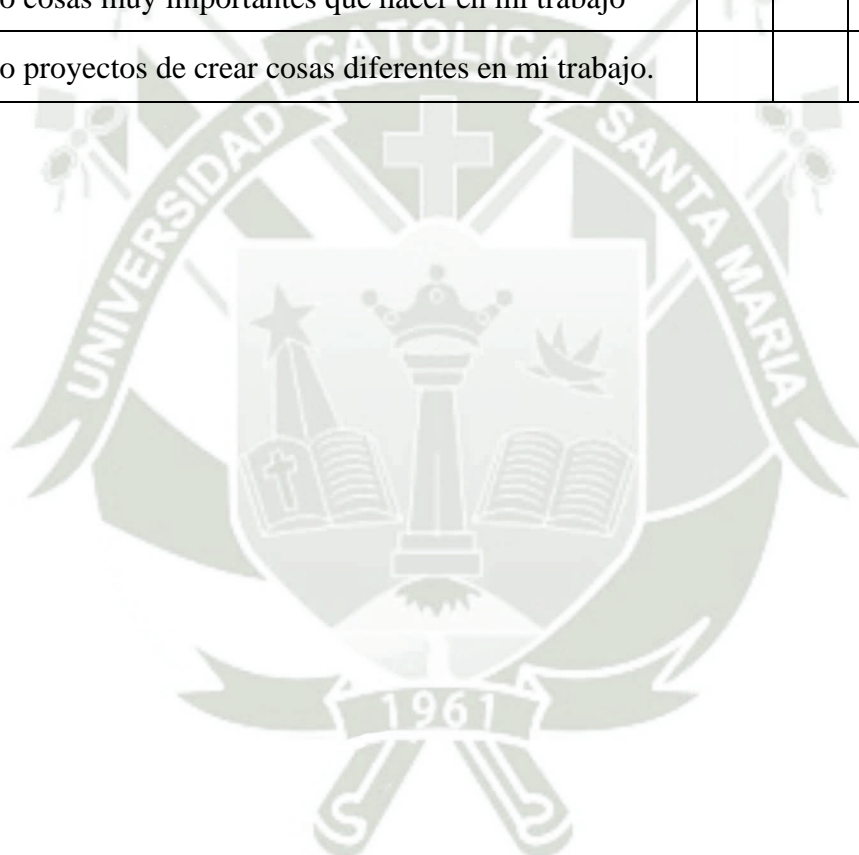 o cosas muy importantes que hacer en mi trabajo
o proyectos de crear cosas diferentes en mi trabajo.
UNIVERSIDAD CATOLICA SANTA MARIA
1961